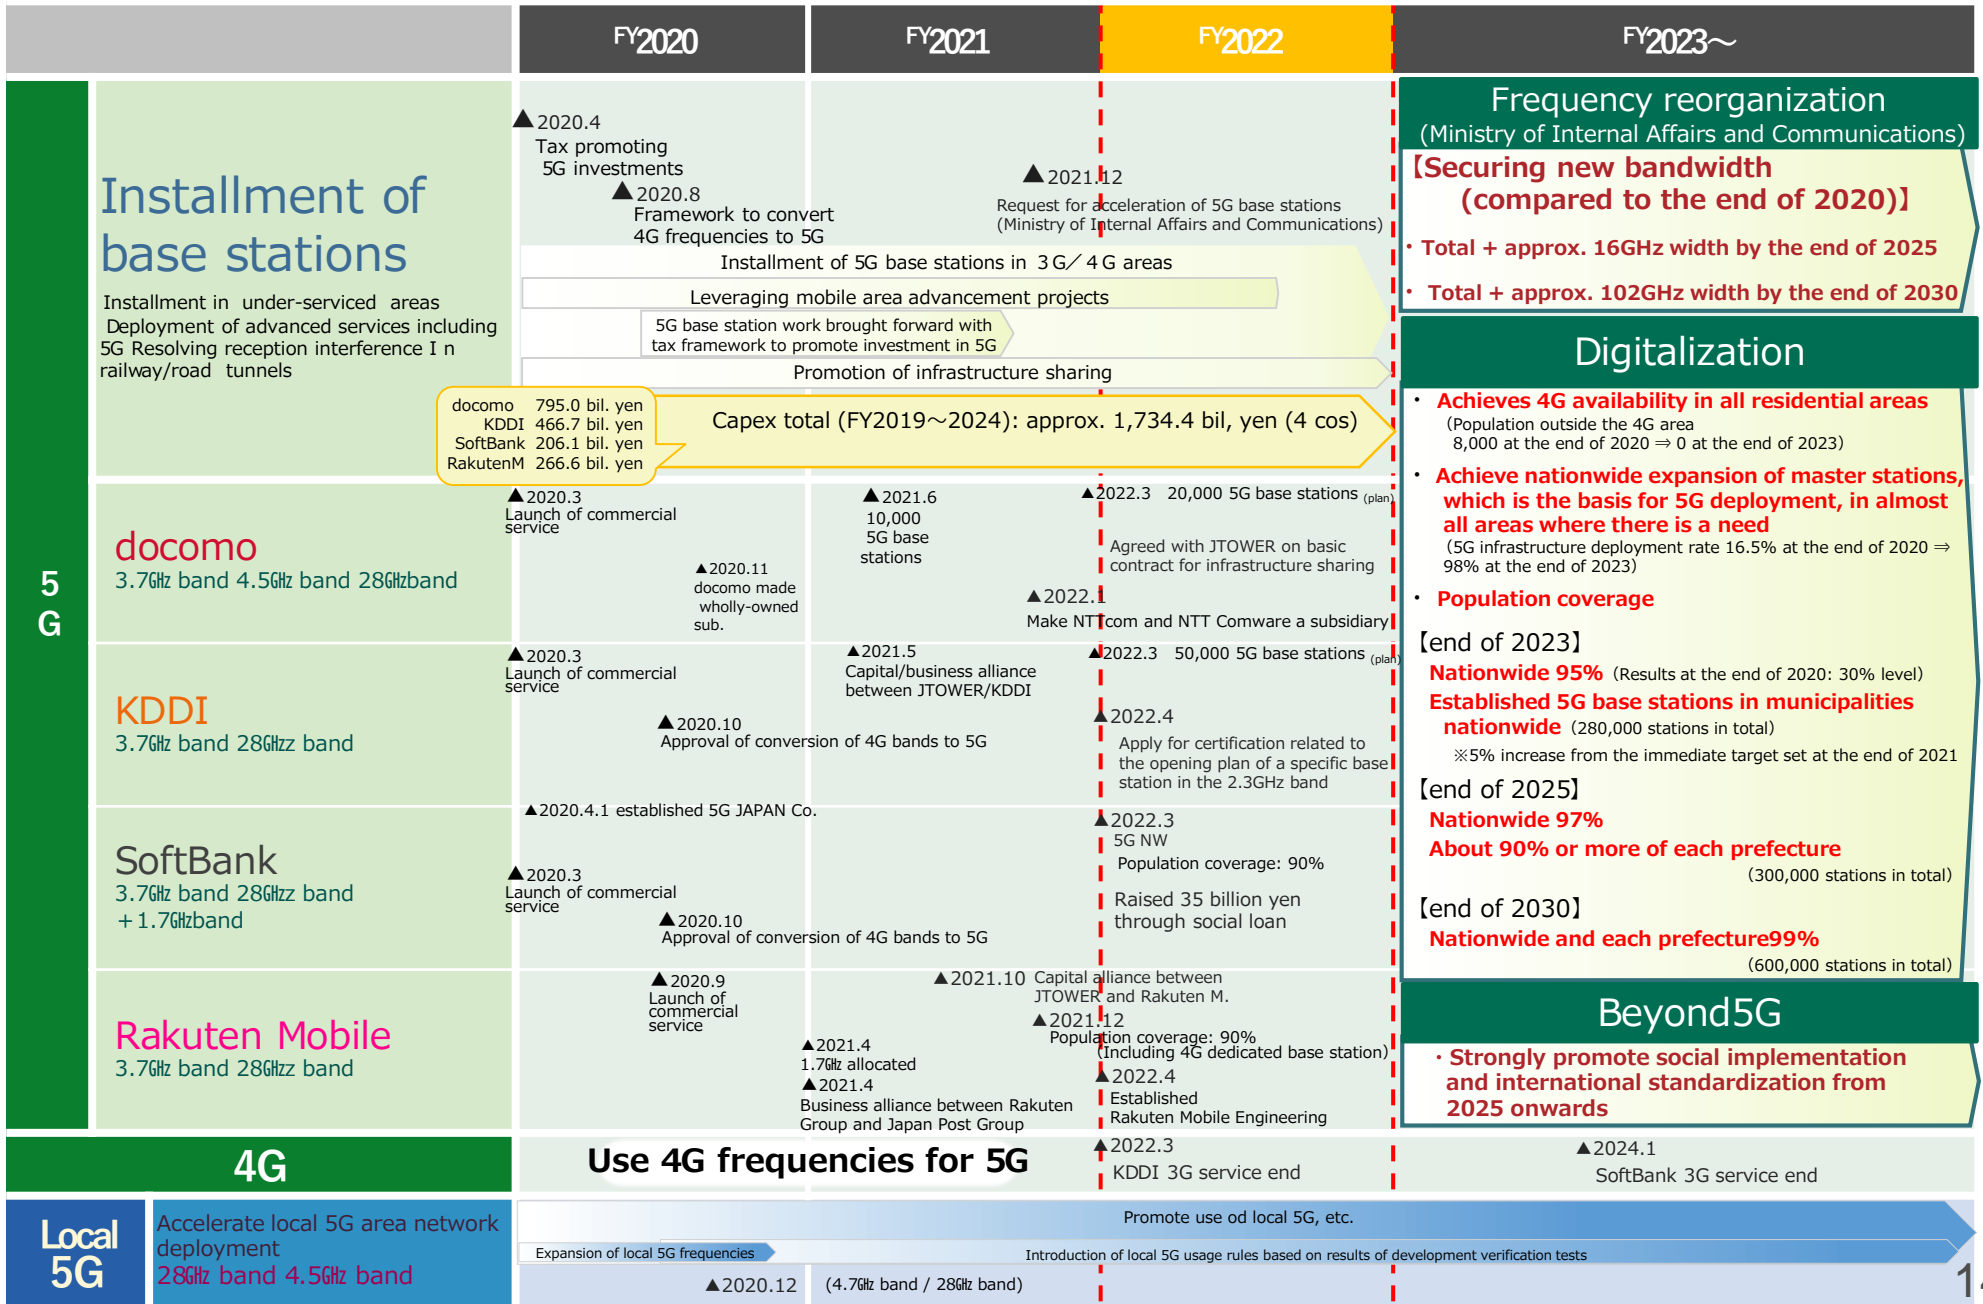 FY2020
FY2021
FY2022
FY2023～
5
G
Installment of
base stations
Installment in under-serviced areas
Deployment of advanced services including
5G Resolving reception interference I n
railway/road tunnels
▲2020.4
Tax promoting
5G investments
▲2020.8
Framework to convert
4G frequencies to 5G
▲2021.12
Request for acceleration of 5G base stations
(Ministry of Internal Affairs and Communications)
Installment of 5G base stations in 3G／4G areas
Leveraging mobile area advancement projects
5G base station work brought forward with
tax framework to promote investment in 5G
Promotion of infrastructure sharing
docomo 795.0 bil. yen
KDDI 466.7 bil. yen
SoftBank 206.1 bil. yen
RakutenM 266.6 bil. yen
Capex total (FY2019～2024): approx. 1,734.4 bil, yen (4 cos)
docomo
3.7GHz band 4.5GHz band 28GHzband
▲2020.3
Launch of commercial
service
▲2020.11
docomo made
wholly-owned
sub.
▲2021.6
10,000
5G base
stations
▲2022.3 20,000 5G base stations (plan)
Agreed with JTOWER on basic
contract for infrastructure sharing
▲2022.1
Make NTTcom and NTT Comware a subsidiary
KDDI
3.7GHz band 28GHzz band
▲2020.3
Launch of commercial
service
▲2020.10
Approval of conversion of 4G bands to 5G
▲2021.5
Capital/business alliance
between JTOWER/KDDI
▲2022.3 50,000 5G base stations (plan)
▲2022.4
Apply for certification related to
the opening plan of a specific base
station in the 2.3GHz band
SoftBank
3.7GHz band 28GHzz band
+1.7GHzband
▲2020.4.1 established 5G JAPAN Co.
▲2020.3
Launch of commercial
service
▲2020.10
Approval of conversion of 4G bands to 5G
▲2022.3
5G NW
Population coverage: 90%
Raised 35 billion yen
through social loan
Rakuten Mobile
3.7GHz band 28GHzz band
▲2020.9
Launch of
commercial
service
▲2021.4
1.7GHz allocated
▲2021.4
Business alliance between Rakuten
Group and Japan Post Group
▲2021.10 Capital alliance between
JTOWER and Rakuten M.
▲2021.12
Population coverage: 90%
(Including 4G dedicated base station)
▲2022.4
Established
Rakuten Mobile Engineering
Frequency reorganization
(Ministry of Internal Affairs and Communications)
【Securing new bandwidth
(compared to the end of 2020)】
・Total + approx. 16GHz width by the end of 2025
・ Total + approx. 102GHz width by the end of 2030
Digitalization
・ Achieves 4G availability in all residential areas
(Population outside the 4G area
8,000 at the end of 2020 ⇒ 0 at the end of 2023)
・ Achieve nationwide expansion of master stations,
which is the basis for 5G deployment, in almost
all areas where there is a need
(5G infrastructure deployment rate 16.5% at the end of 2020 ⇒
98% at the end of 2023)
・ Population coverage
【end of 2023】
Nationwide 95% (Results at the end of 2020: 30% level)
Established 5G base stations in municipalities
nationwide (280,000 stations in total)
※5% increase from the immediate target set at the end of 2021
【end of 2025】
Nationwide 97%
About 90% or more of each prefecture
(300,000 stations in total)
【end of 2030】
Nationwide and each prefecture99%
(600,000 stations in total)
Beyond5G
・Strongly promote social implementation
and international standardization from
2025 onwards
4G
Use 4G frequencies for 5G
▲2022.3
KDDI 3G service end
▲2024.1
SoftBank 3G service end
Local
5G
Accelerate local 5G area network
deployment
28GHz band 4.5GHz band
Promote use od local 5G, etc.
Expansion of local 5G frequencies
Introduction of local 5G usage rules based on results of development verification tests
▲2020.12 (4.7GHz band / 28GHz band)